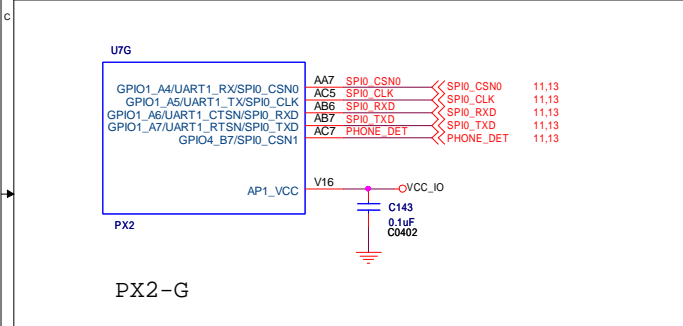 C
U7G
GPIO1_A4/UART1_RX/SPI0_CSN0 AA7 SPI0_CSN0 SPI0_CSN0 11,13
GPIO1_A5/UART1_TX/SPI0_CLK AC5 SPI0_CLK SPI0_CLK 11,13
GPIO1_A6/UART1_CTSN/SPI0_RXD AB6 SPI0_RXD SPI0_RXD 11,13
GPIO1_A7/UART1_RTSN/SPI0_TXD AB7 SPI0_TXD SPI0_TXD 11,13
GPIO4_B7/SPI0_CSN1 AC7 PHONE_DET PHONE_DET 11,13
AP1_VCC V16 VCC_IO
C143
0.1uF
C0402
PX2
PX2-G